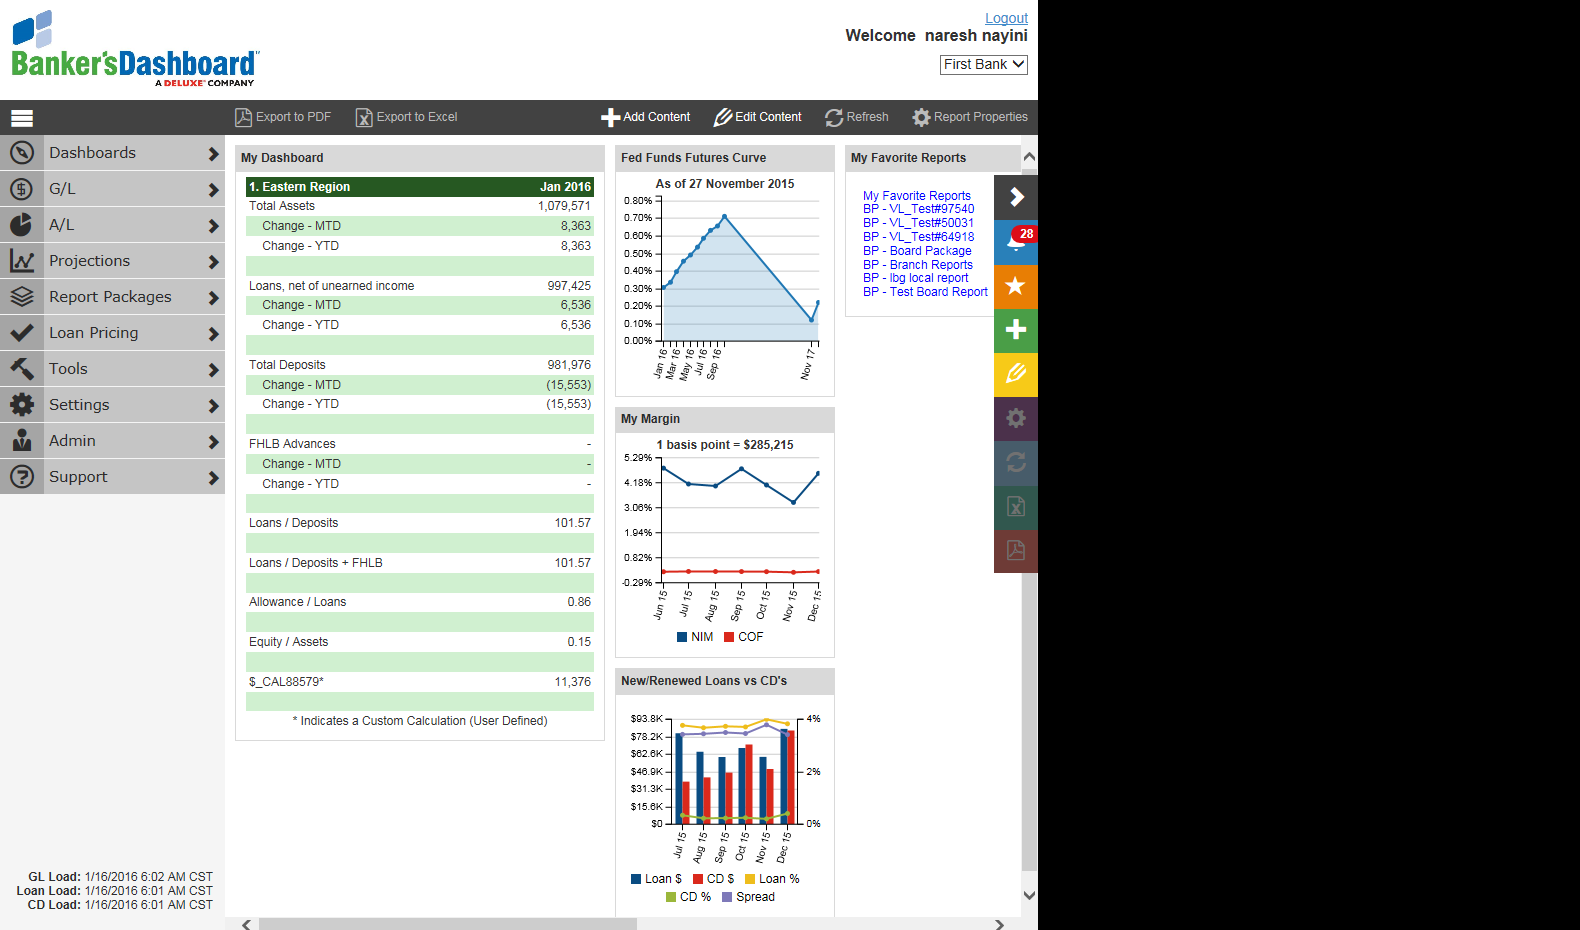 Logout
Welcome naresh nayini
First Bank
Banker'sDashboard
A DELUXE COMPANY
Export to PDF
Export to Excel
Add Content
Edit Content
Refresh
Report Properties
Dashboards
G/L
A/L
Projections
Report Packages
Loan Pricing
Tools
Settings
Admin
Support
GL Load: 1/16/2016 6:02 AM CST
Loan Load: 1/16/2016 6:01 AM CST
CD Load: 1/16/2016 6:01 AM CST
My Dashboard
1. Eastern Region Jan 2016
Total Assets 1,079,571
Change - MTD 8,363
Change - YTD 8,363
Loans, net of unearned income 997,425
Change - MTD 6,536
Change - YTD 6,536
Total Deposits 981,976
Change - MTD (15,553)
Change - YTD (15,553)
FHLB Advances -
Change - MTD -
Change - YTD -
Loans / Deposits 101.57
Loans / Deposits + FHLB 101.57
Allowance / Loans 0.86
Equity / Assets 0.15
$_CAL88579* 11,376
* Indicates a Custom Calculation (User Defined)
Fed Funds Futures Curve
As of 27 November 2015
0.80%
0.70%
0.60%
0.50%
0.40%
0.30%
0.20%
0.10%
0.00%
Jan 16 Mar 16 May 16 Jul 16 Sep 16 Nov 17
My Margin
1 basis point = $285,215
5.29%
4.18%
3.06%
1.94%
0.82%
-0.29%
Jun 15 Jul 15 Aug 15 Sep 15 Oct 15 Nov 15 Dec 15
NIM COF
New/Renewed Loans vs CD's
$93.8K 4%
$78.2K
$62.6K
$46.9K 2%
$31.3K
$15.6K
$0 0%
Jul 15 Aug 15 Sep 15 Oct 15 Nov 15 Dec 15
Loan $ CD $ Loan %
CD % Spread
My Favorite Reports
My Favorite Reports
BP - VL_Test#97540
BP - VL_Test#50031
BP - VL_Test#64918
BP - Board Package
BP - Branch Reports
BP - lbg local report
BP - Test Board Report
28